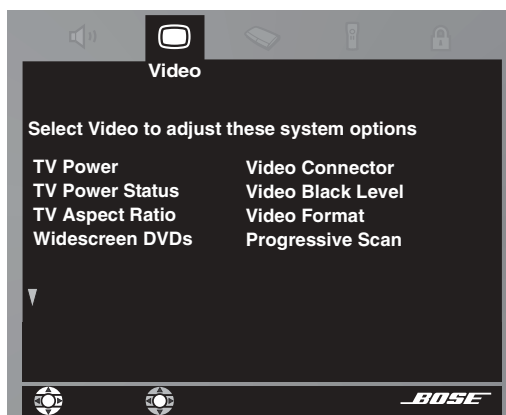 Video
Select Video to adjust these system options
TV Power
TV Power Status
TV Aspect Ratio
Widescreen DVDs
Video Connector
Video Black Level
Video Format
Progressive Scan
BOSE